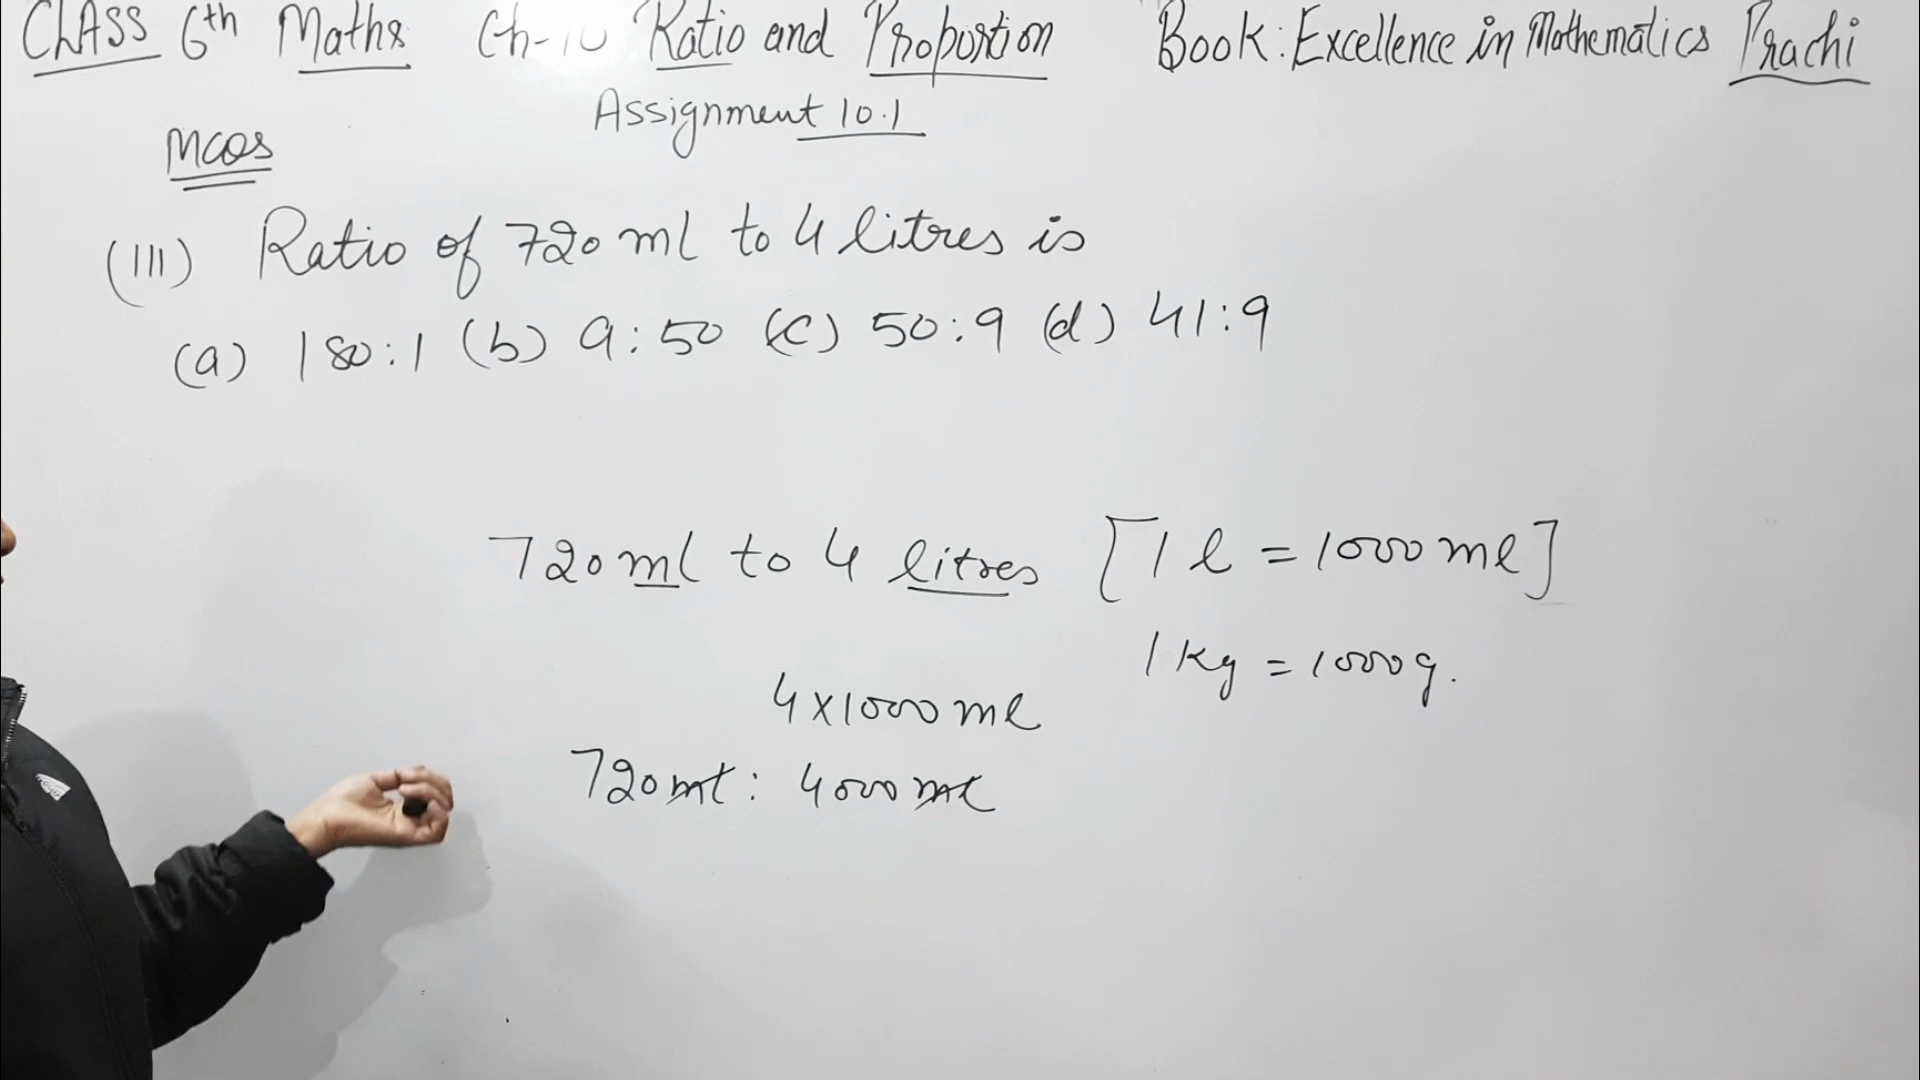 CLASS 6th Maths Ch-10 Ratio and Proportion Book: Excellence in Mathematics Prachi
Assignment 10.1
MCQS
(III) Ratio of 720 ml to 4 litres is
(a) 180:1 (b) 9:50 (c) 50:9 (d) 41:9
720 ml to 4 litres [1 l = 1000 ml]
1 kg = 1000 g.
4 x 1000 ml
720 ml : 4000 ml